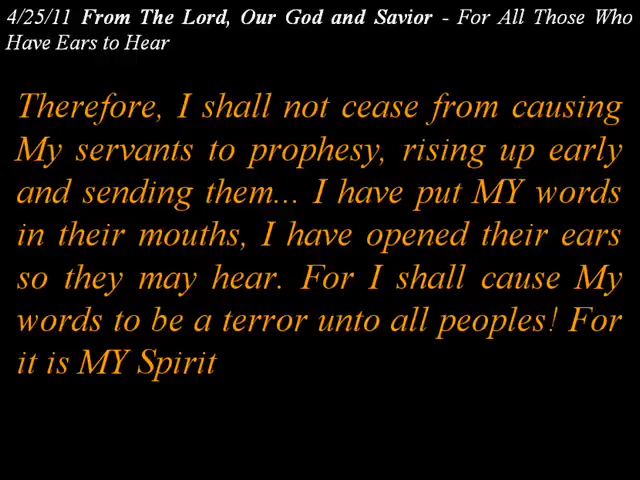 4/25/11 From The Lord, Our God and Savior - For All Those Who
Have Ears to Hear
Therefore, I shall not cease from causing
My servants to prophesy, rising up early
and sending them... I have put MY words
in their mouths, I have opened their ears
so they may hear. For I shall cause My
words to be a terror unto all peoples! For
it is MY Spirit